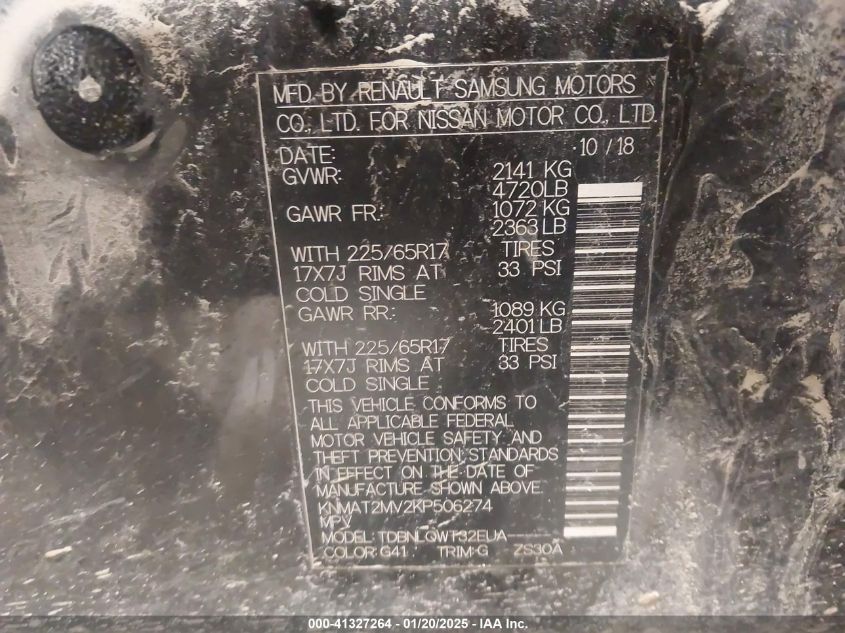 MFD BY RENAULT SAMSUNG MOTORS
CO., LTD. FOR NISSAN MOTOR CO., LTD.
DATE: 10 / 18
GVWR: 2141 KG
4720LB
GAWR FR: 1072 KG
2363 LB
WITH 225/65R17 TIRES
17X7J RIMS AT 33 PSI
COLD SINGLE
GAWR RR: 1089 KG
2401 LB
WITH 225/65R17 TIRES
17X7J RIMS AT 33 PSI
COLD SINGLE
THIS VEHICLE CONFORMS TO
ALL APPLICABLE FEDERAL
MOTOR VEHICLE SAFETY AND
THEFT PREVENTION STANDARDS
IN EFFECT ON THE DATE OF
MANUFACTURE SHOWN ABOVE.
KNMAT2MV2KP506274
MPV
MODEL: TDBNLQWT32EUA-----
COLOR: G41 TRIM: G ZS30A
000-41327264 — 01/20/2025 — IAA Inc.